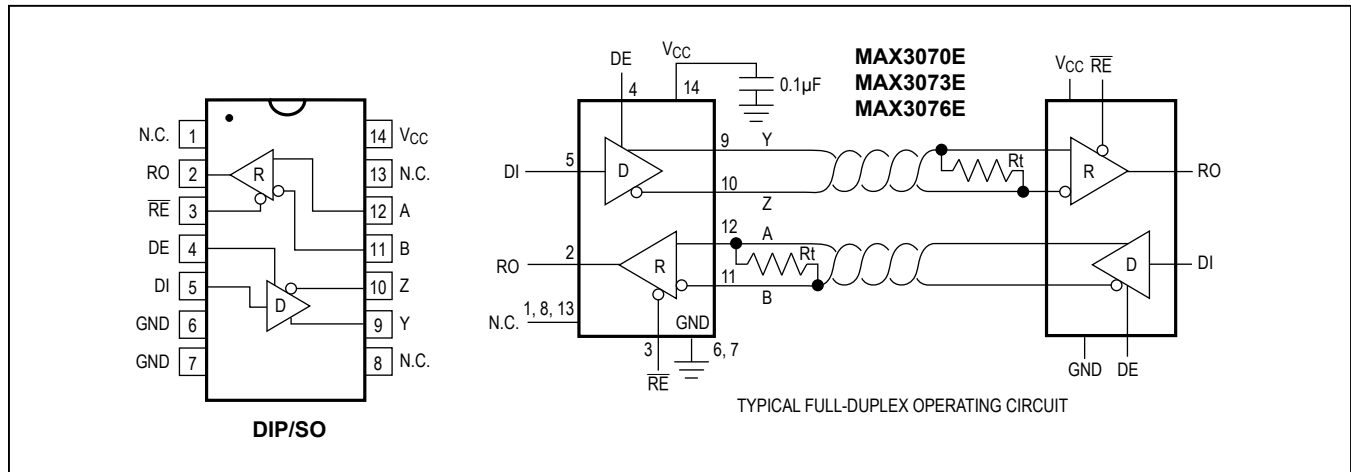 N.C. 1
RO 2
RE 3
DE 4
DI 5
GND 6
GND 7
14 VCC
13 N.C.
12 A
11 B
10 Z
9 Y
8 N.C.
R
D
DIP/SO
DE
4
VCC
14
0.1µF
MAX3070E
MAX3073E
MAX3076E
VCC RE
DI 5
D
9 Y
10
Z
Rt
R
RO
RO 2
R
12 A
11
B
Rt
D
DI
N.C. 1, 8, 13
3
RE
GND
6, 7
GND DE
TYPICAL FULL-DUPLEX OPERATING CIRCUIT